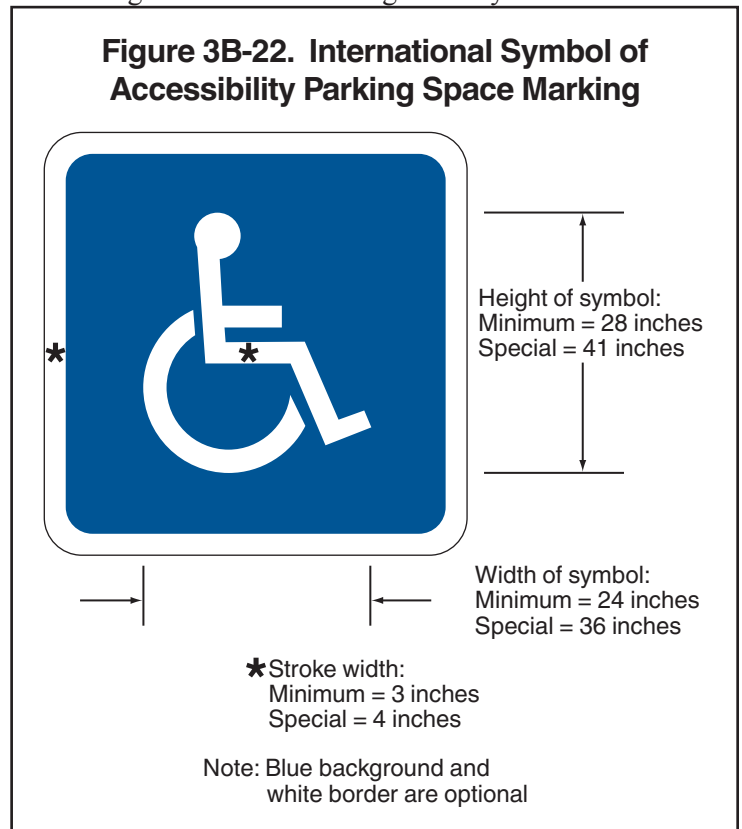 Figure 3B-22. International Symbol of
Accessibility Parking Space Marking
Height of symbol:
Minimum = 28 inches
Special = 41 inches
Width of symbol:
Minimum = 24 inches
Special = 36 inches
*Stroke width:
Minimum = 3 inches
Special = 4 inches
Note: Blue background and
white border are optional